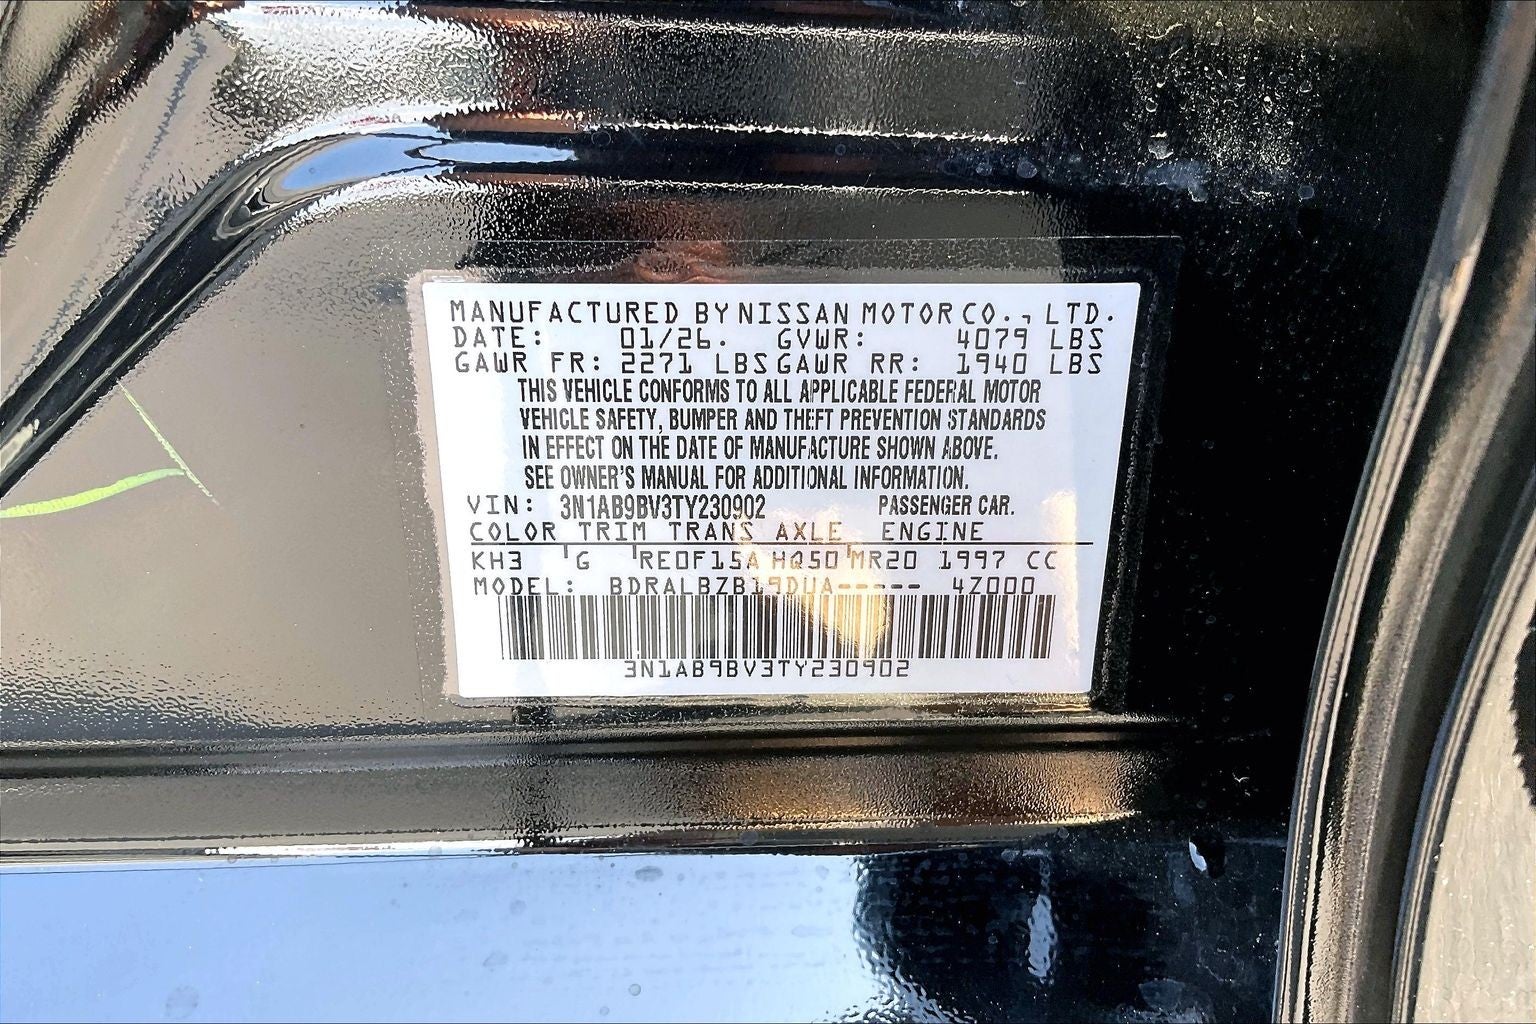 MANUFACTURED BY NISSAN MOTOR CO., LTD.
DATE: 01/26. GVWR: 4079 LBS
GAWR FR: 2271 LBS GAWR RR: 1940 LBS
THIS VEHICLE CONFORMS TO ALL APPLICABLE FEDERAL MOTOR
VEHICLE SAFETY, BUMPER AND THEFT PREVENTION STANDARDS
IN EFFECT ON THE DATE OF MANUFACTURE SHOWN ABOVE.
SEE OWNER'S MANUAL FOR ADDITIONAL INFORMATION.
VIN: 3N1AB9BV3TY230902 PASSENGER CAR.
COLOR TRIM TRANS AXLE ENGINE
KH3 'G 'RE0F15A HQ50'MR20 1997 CC
MODEL: BDRALBZB19DUA----- 4Z000
3N1AB9BV3TY230902